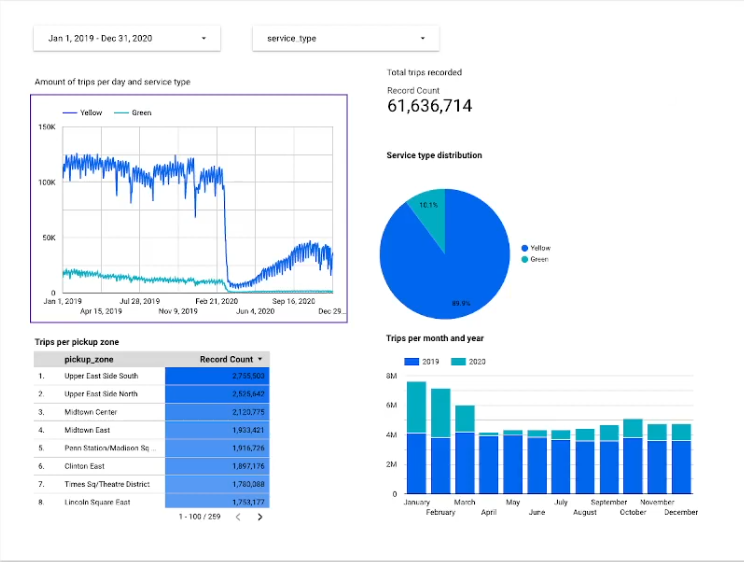 Jan 1, 2019 - Dec 31, 2020
service_type
Amount of trips per day and service type
Yellow Green
150K
100K
50K
0
Jan 1, 2019 Jul 28, 2019 Feb 21, 2020 Sep 16, 2020
Apr 15, 2019 Nov 9, 2019 Jun 4, 2020 Dec 29…
Total trips recorded
Record Count
61,636,714
Service type distribution
10.1%
89.9%
Yellow
Green
Trips per pickup zone
pickup_zone Record Count
1. Upper East Side South 2,755,503
2. Upper East Side North 2,525,642
3. Midtown Center 2,120,775
4. Midtown East 1,933,421
5. Penn Station/Madison Sq … 1,916,726
6. Clinton East 1,897,176
7. Times Sq/Theatre District 1,780,088
8. Lincoln Square East 1,753,177
1 - 100 / 259
Trips per month and year
2019 2020
8M
6M
4M
2M
0
January March May July September November
February April June August October December